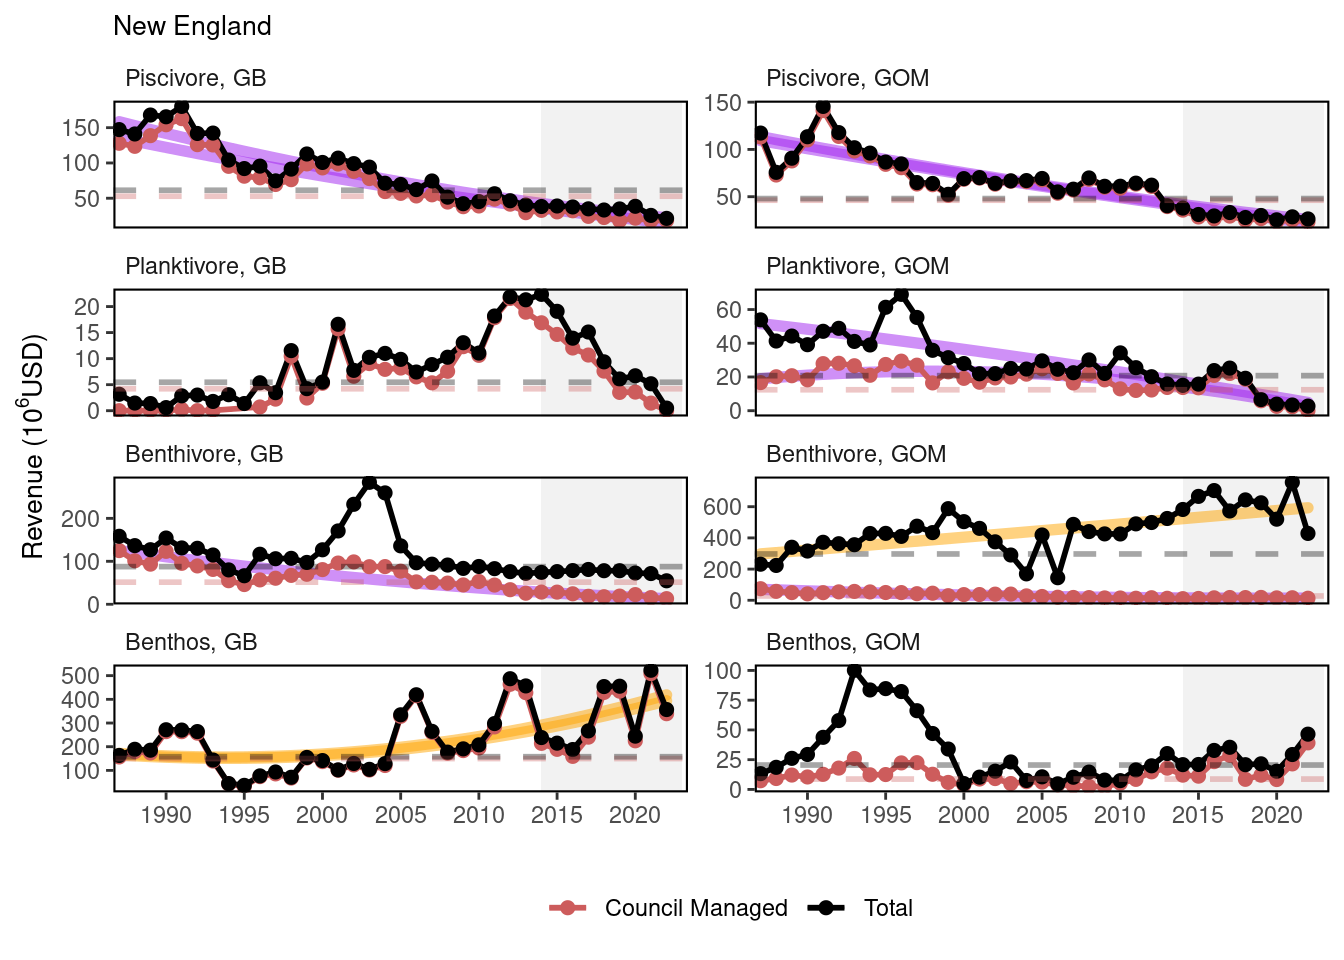 New England
Piscivore, GB
Piscivore, GOM
150
100
50
150
100
50
Planktivore, GB
Planktivore, GOM
20
15
10
5
0
60
40
20
0
Revenue (10⁶USD)
Benthivore, GB
Benthivore, GOM
200
100
0
600
400
200
0
Benthos, GB
Benthos, GOM
500
400
300
200
100
100
75
50
25
0
1990 1995 2000 2005 2010 2015 2020
1990 1995 2000 2005 2010 2015 2020
Council Managed Total